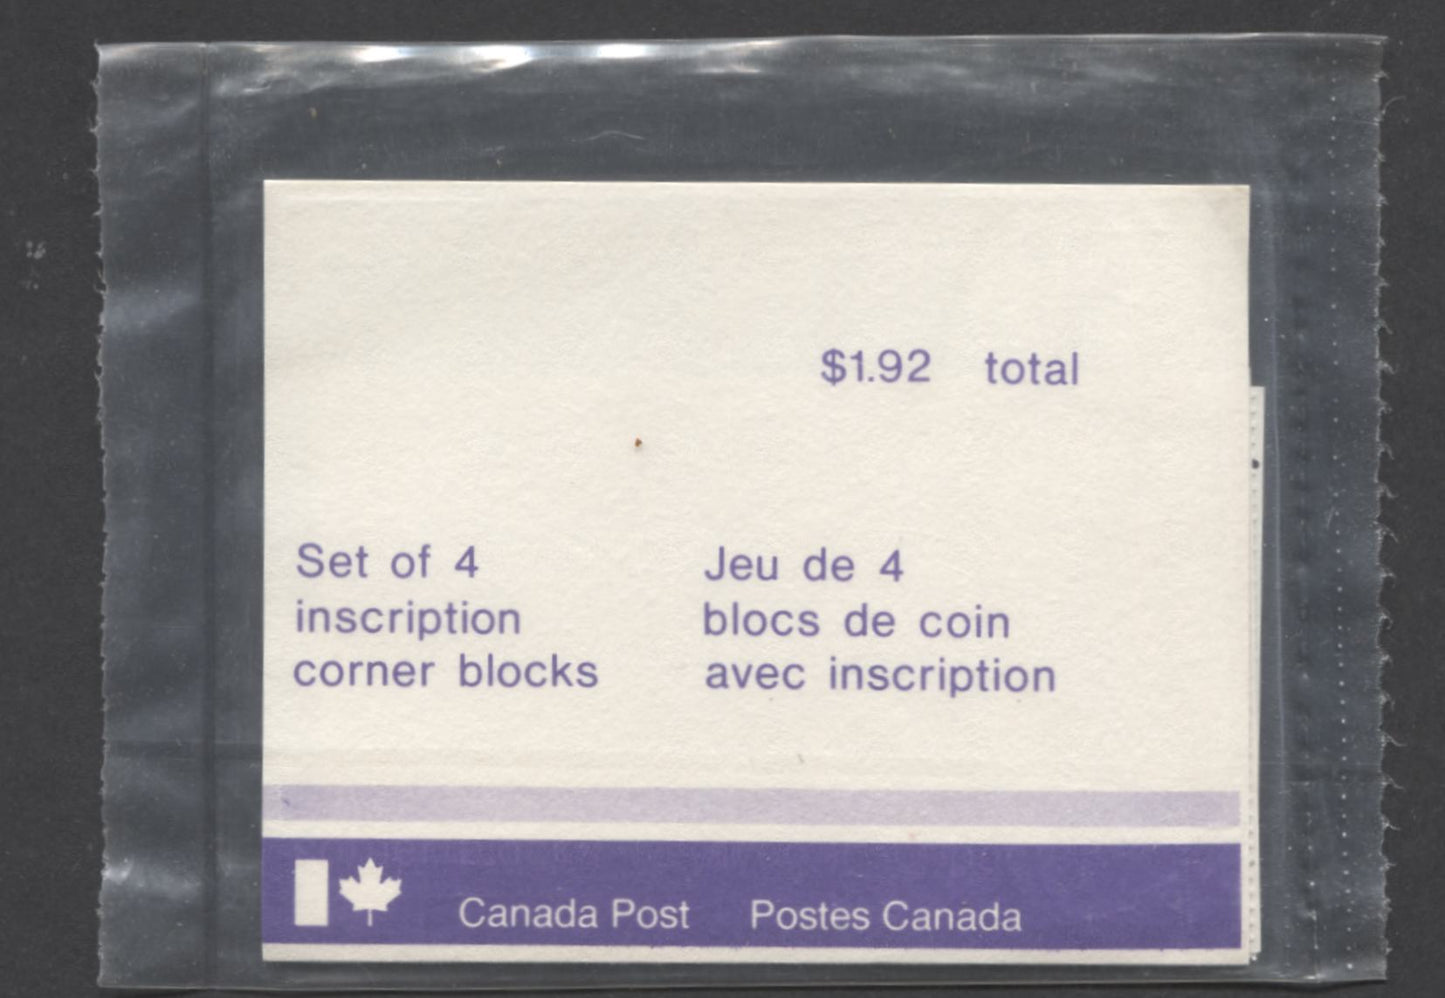 $1.92 total
Set of 4
inscription
corner blocks
Jeu de 4
blocs de coin
avec inscription
Canada Post Postes Canada